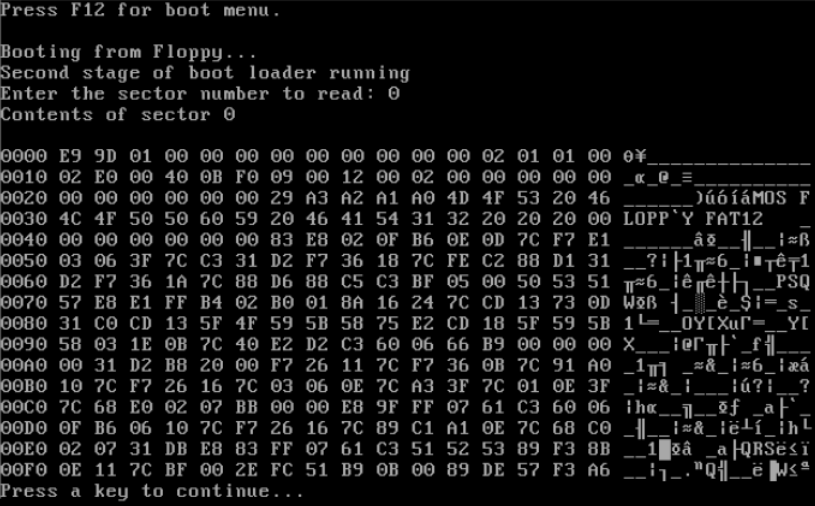 Press F12 for boot menu.
Booting from Floppy...
Second stage of boot loader running
Enter the sector number to read: 0
Contents of sector 0
0000 E9 9D 01 00 00 00 00 00 00 00 00 00 02 01 01 00 Θ¥______________
0010 02 E0 00 40 0B F0 09 00 12 00 02 00 00 00 00 00 _α_@_≡__________
0020 00 00 00 00 00 00 29 A3 A2 A1 A0 4D 4F 53 20 46 ______)úóíáMOS F
0030 4C 4F 50 50 60 59 20 46 41 54 31 32 20 20 20 00 LOPP`Y FAT12   _
0040 00 00 00 00 00 00 83 E8 02 0F B6 0E 0D 7C F7 E1 ______âΦ__╢__|≈ß
0050 03 06 3F 7C C3 31 D2 F7 36 18 7C FE C2 88 D1 31 __?|├1╥≈6_|■┬ê╤1
0060 D2 F7 36 1A 7C 88 D6 88 C5 C3 BF 05 00 50 53 51 ╥≈6_|ê╓ê┼├┐__PSQ
0070 57 E8 E1 FF B4 02 B0 01 8A 16 24 7C CD 13 73 0D WΦß ┤_░_è_$|═_s_
0080 31 C0 CD 13 5F 4F 59 5B 58 75 E2 CD 18 5F 59 5B 1└═__OY[XuΓ═__Y[
0090 58 03 1E 0B 7C 40 E2 D2 C3 60 06 66 B9 00 00 00 X___|@Γ╥├`_f╣___
00A0 00 31 D2 B8 20 00 F7 26 11 7C F7 36 0B 7C 91 A0 _1╥╕ _≈&_|≈6_|æá
00B0 10 7C F7 26 16 7C 03 06 0E 7C A3 3F 7C 01 0E 3F _|≈&_|___|ú?|__?
00C0 7C 68 E0 02 07 BB 00 00 E8 9F FF 07 61 C3 60 06 |hα__╗__Φƒ _a├`_
00D0 0F B6 06 10 7C F7 26 16 7C 89 C1 A1 0E 7C 68 C0 _╢__|≈&_|ë┴í_|h└
00E0 02 07 31 DB E8 83 FF 07 61 C3 51 52 53 89 F3 8B __1█Φâ _a├QRSë≤ï
00F0 0E 11 7C BF 00 2E FC 51 B9 0B 00 89 DE 57 F3 A6 __|┐_.ⁿQ╣__ë▐W≤ª
Press a key to continue...